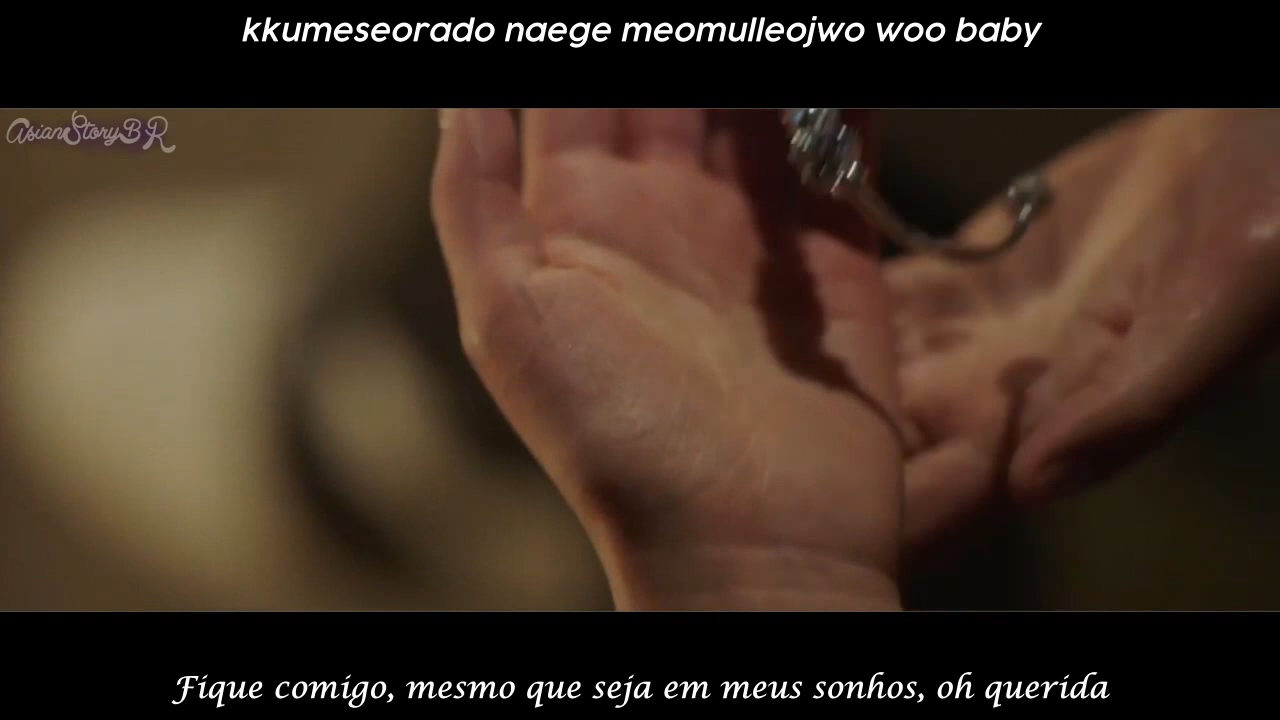 kkumeseorado naege meomulleojwo woo baby
AsianStoryBR
Fique comigo, mesmo que seja em meus sonhos, oh querida